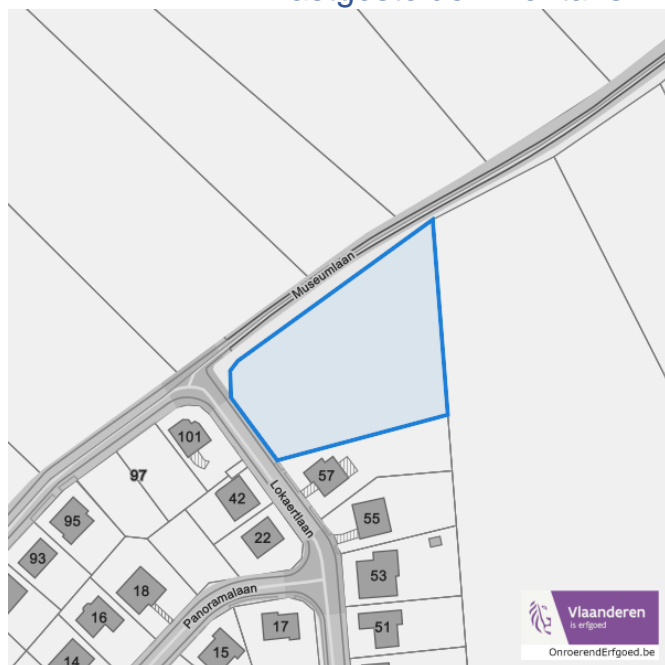 Museumlaan
101
97
57
42
Lokaertlaan
95
55
22
93
53
18
Panoramalaan
16
17
51
15
14
Vlaanderen
is erfgoed
OnroerendErfgoed.be